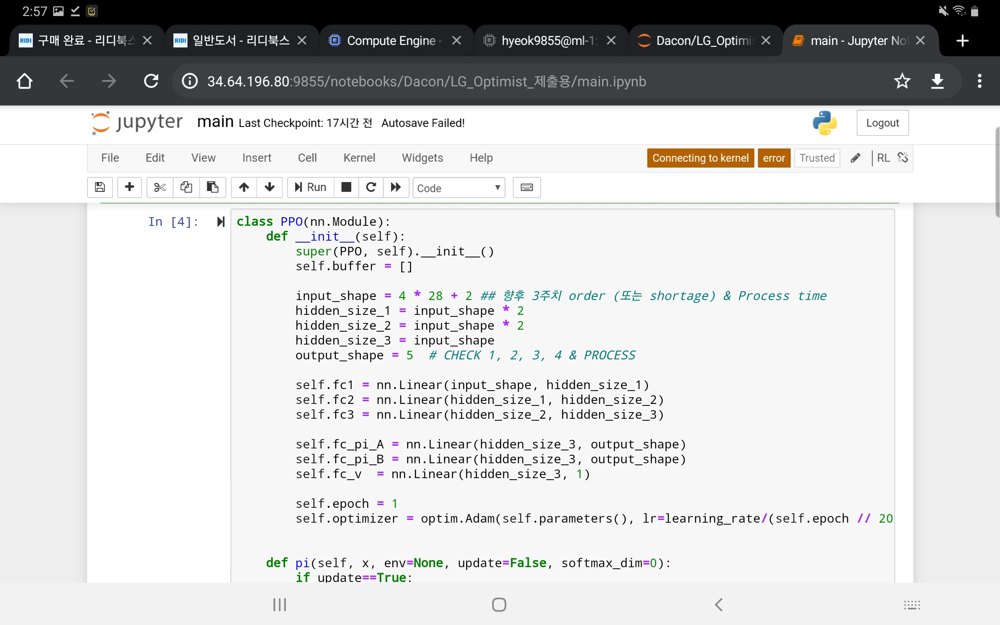 2:57
RIDI 구매 완료 - 리디북스
RIDI 일반도서 - 리디북스
Compute Engine -
hyeok9855@ml-1:
Dacon/LG_Optimi
main - Jupyter Not
34.64.196.80:9855/notebooks/Dacon/LG_Optimist_제출용/main.ipynb
jupyter main Last Checkpoint: 17시간 전 Autosave Failed!
Logout
File Edit View Insert Cell Kernel Widgets Help
Connecting to kernel error Trusted RL
Run Code
In [4]:
class PPO(nn.Module):
    def __init__(self):
        super(PPO, self).__init__()
        self.buffer = []
        input_shape = 4 * 28 + 2 ## 향후 3주치 order (또는 shortage) & Process time
        hidden_size_1 = input_shape * 2
        hidden_size_2 = input_shape * 2
        hidden_size_3 = input_shape
        output_shape = 5  # CHECK 1, 2, 3, 4 & PROCESS
        self.fc1 = nn.Linear(input_shape, hidden_size_1)
        self.fc2 = nn.Linear(hidden_size_1, hidden_size_2)
        self.fc3 = nn.Linear(hidden_size_2, hidden_size_3)
        self.fc_pi_A = nn.Linear(hidden_size_3, output_shape)
        self.fc_pi_B = nn.Linear(hidden_size_3, output_shape)
        self.fc_v  = nn.Linear(hidden_size_3, 1)
        self.epoch = 1
        self.optimizer = optim.Adam(self.parameters(), lr=learning_rate/(self.epoch // 20
    def pi(self, x, env=None, update=False, softmax_dim=0):
        if update==True: